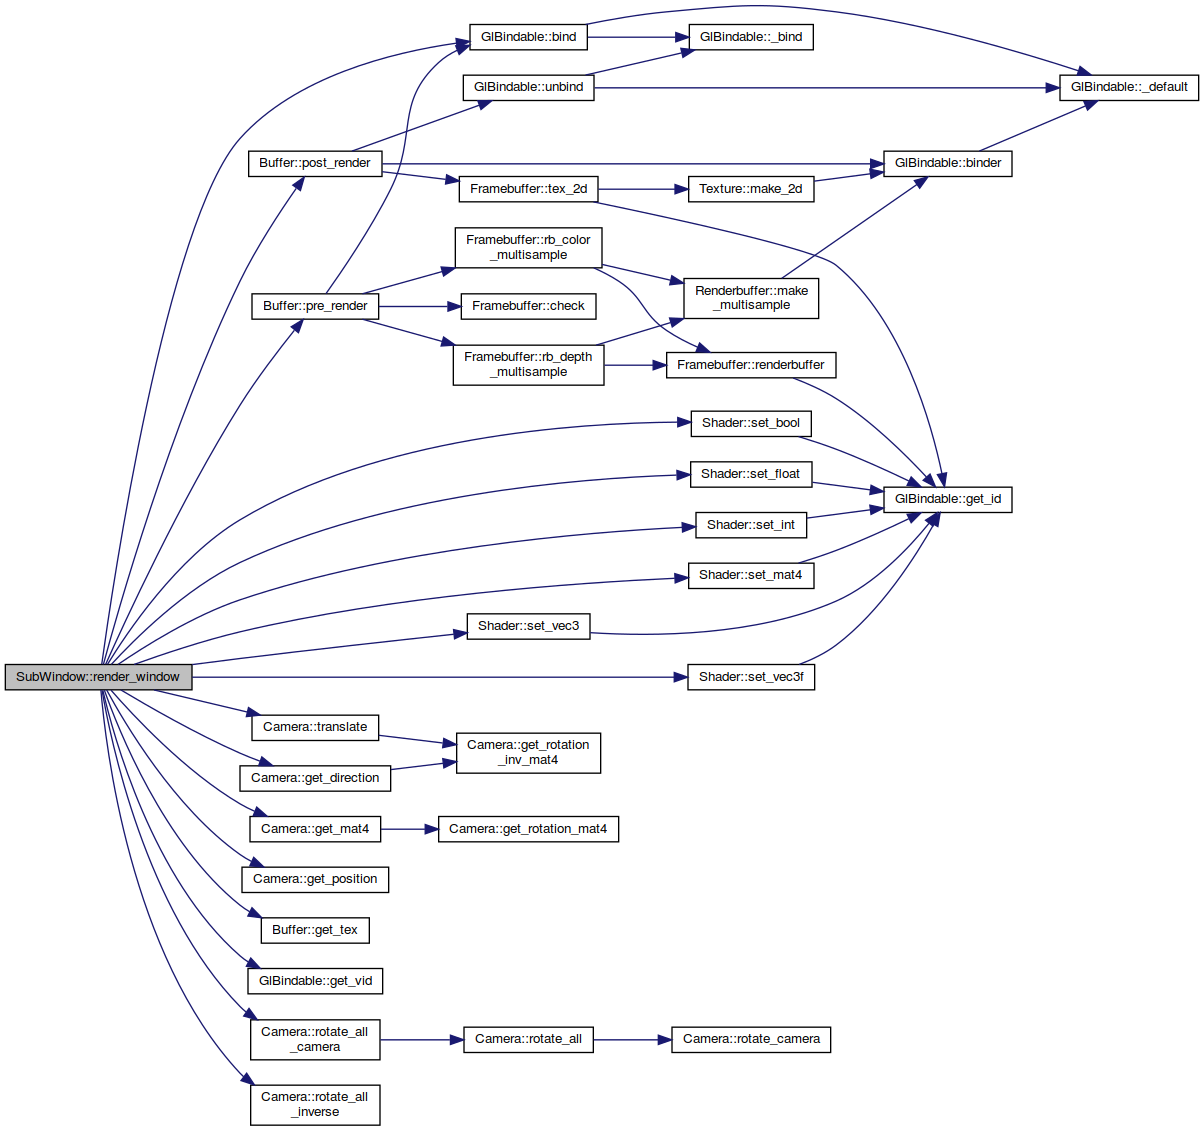 GlBindable::bind
GlBindable::_bind
GlBindable::unbind
GlBindable::_default
Buffer::post_render
GlBindable::binder
Framebuffer::tex_2d
Texture::make_2d
Framebuffer::rb_color
_multisample
Buffer::pre_render
Framebuffer::check
Renderbuffer::make
_multisample
Framebuffer::rb_depth
_multisample
Framebuffer::renderbuffer
Shader::set_bool
Shader::set_float
GlBindable::get_id
Shader::set_int
Shader::set_mat4
Shader::set_vec3
SubWindow::render_window
Shader::set_vec3f
Camera::translate
Camera::get_rotation
_inv_mat4
Camera::get_direction
Camera::get_mat4
Camera::get_rotation_mat4
Camera::get_position
Buffer::get_tex
GlBindable::get_vid
Camera::rotate_all
_camera
Camera::rotate_all
Camera::rotate_camera
Camera::rotate_all
_inverse